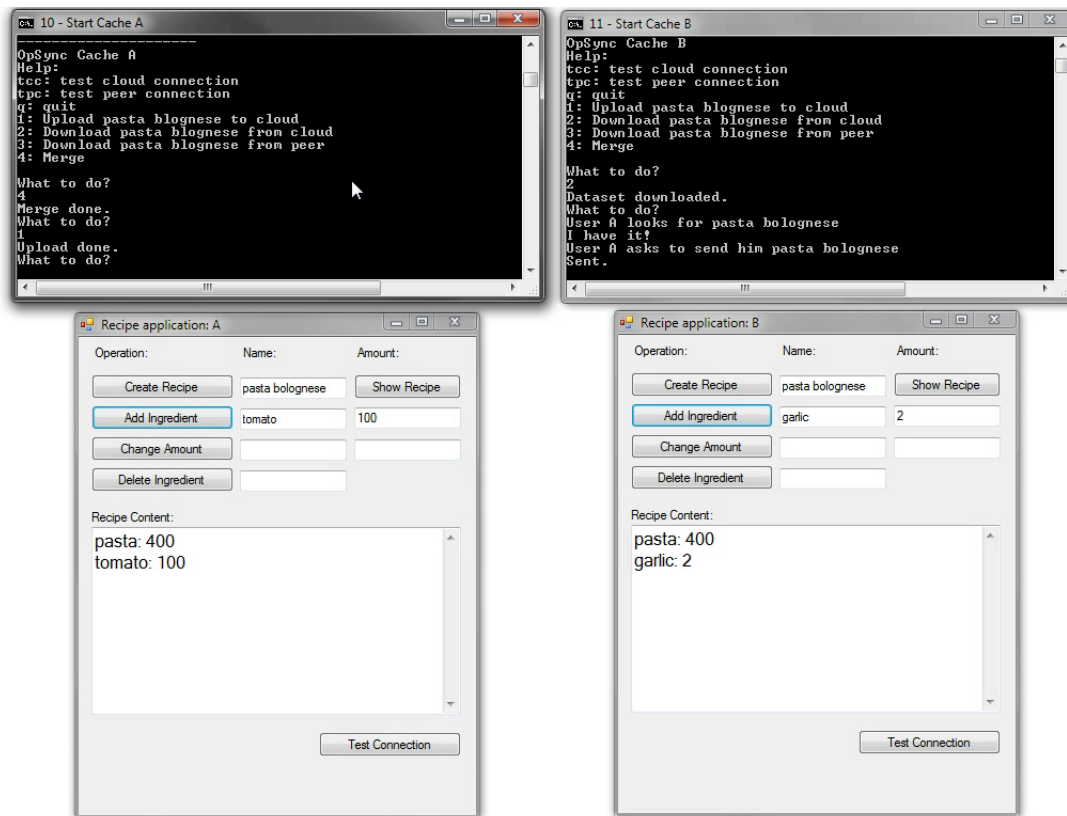 10 - Start Cache A
---------------------
OpSync Cache A
Help:
tcc: test cloud connection
tpc: test peer connection
q: quit
1: Upload pasta blognese to cloud
2: Download pasta blognese from cloud
3: Download pasta blognese from peer
4: Merge
What to do?
4
Merge done.
What to do?
1
Upload done.
What to do?
11 - Start Cache B
OpSync Cache B
Help:
tcc: test cloud connection
tpc: test peer connection
q: quit
1: Upload pasta blognese to cloud
2: Download pasta blognese from cloud
3: Download pasta blognese from peer
4: Merge
What to do?
2
Dataset downloaded.
What to do?
User A looks for pasta bolognese
I have it!
User A asks to send him pasta bolognese
Sent.
Recipe application: A
Operation: Name: Amount:
Create Recipe pasta bolognese Show Recipe
Add Ingredient tomato 100
Change Amount
Delete Ingredient
Recipe Content:
pasta: 400
tomato: 100
Test Connection
Recipe application: B
Operation: Name: Amount:
Create Recipe pasta bolognese Show Recipe
Add Ingredient garlic 2
Change Amount
Delete Ingredient
Recipe Content:
pasta: 400
garlic: 2
Test Connection